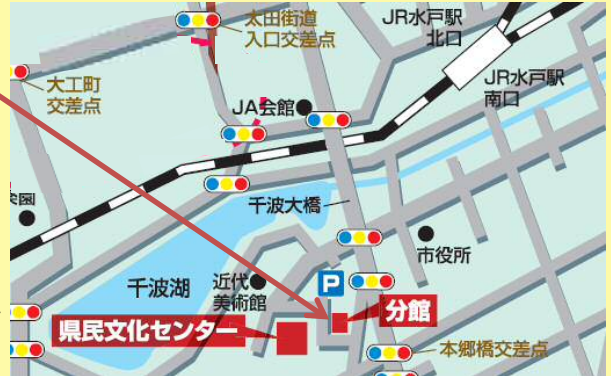 太田街道
入口交差点
JR水戸駅
北口
大工町
交差点
JR水戸駅
南口
JA会館
千波大橋
市役所
千波湖
近代
美術館
P
分館
県民文化センター
本郷橋交差点